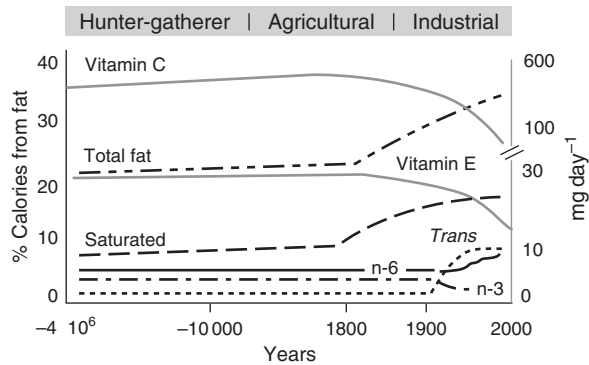 Hunter-gatherer | Agricultural | Industrial
% Calories from fat
40
30
20
10
0
Vitamin C
Total fat
Vitamin E
Saturated
Trans
n-6
n-3
600
100
30
10
0
mg day⁻¹
–4 10⁶ –10 000 1800 1900 2000
Years